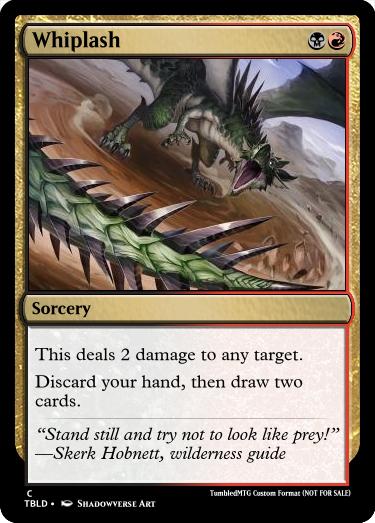 Whiplash
Sorcery
This deals 2 damage to any target.
Discard your hand, then draw two
cards.
“Stand still and try not to look like prey!”
—Skerk Hobnett, wilderness guide
C
TBLD • Shadowverse Art
TumbledMTG Custom Format (NOT FOR SALE)